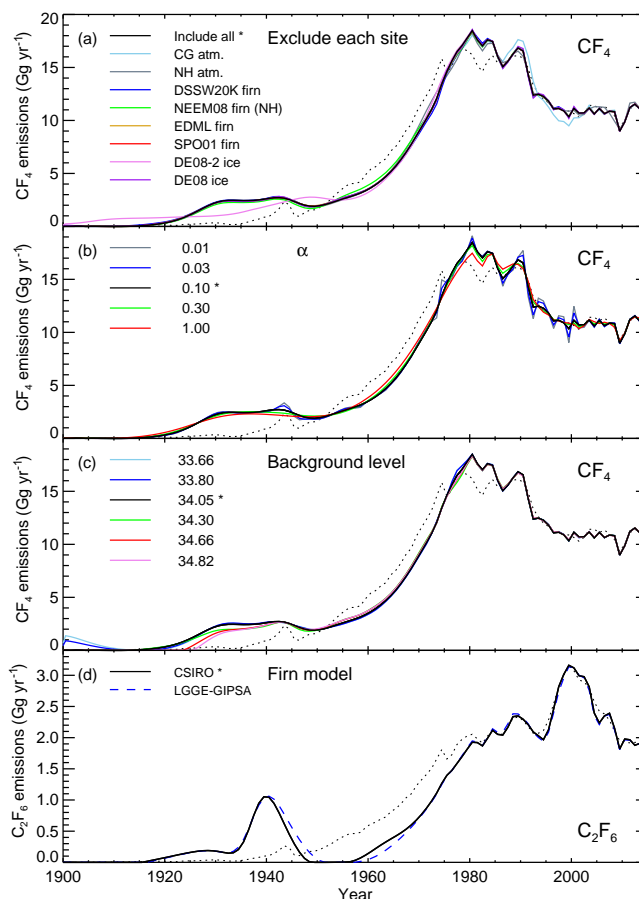 20
15
10
5
0
CF4 emissions (Gg yr-1)
(a)
Exclude each site
CF4
Include all *
CG atm.
NH atm.
DSSW20K firn
NEEM08 firn (NH)
EDML firn
SPO01 firn
DE08-2 ice
DE08 ice
15
10
5
0
CF4 emissions (Gg yr-1)
(b)
α
CF4
0.01
0.03
0.10 *
0.30
1.00
15
10
5
0
CF4 emissions (Gg yr-1)
(c)
Background level
CF4
33.66
33.80
34.05 *
34.30
34.66
34.82
3.0
2.5
2.0
1.5
1.0
0.5
0.0
C2F6 emissions (Gg yr-1)
(d)
Firn model
CSIRO *
LGGE-GIPSA
C2F6
1900 1920 1940 1960 1980 2000
Year